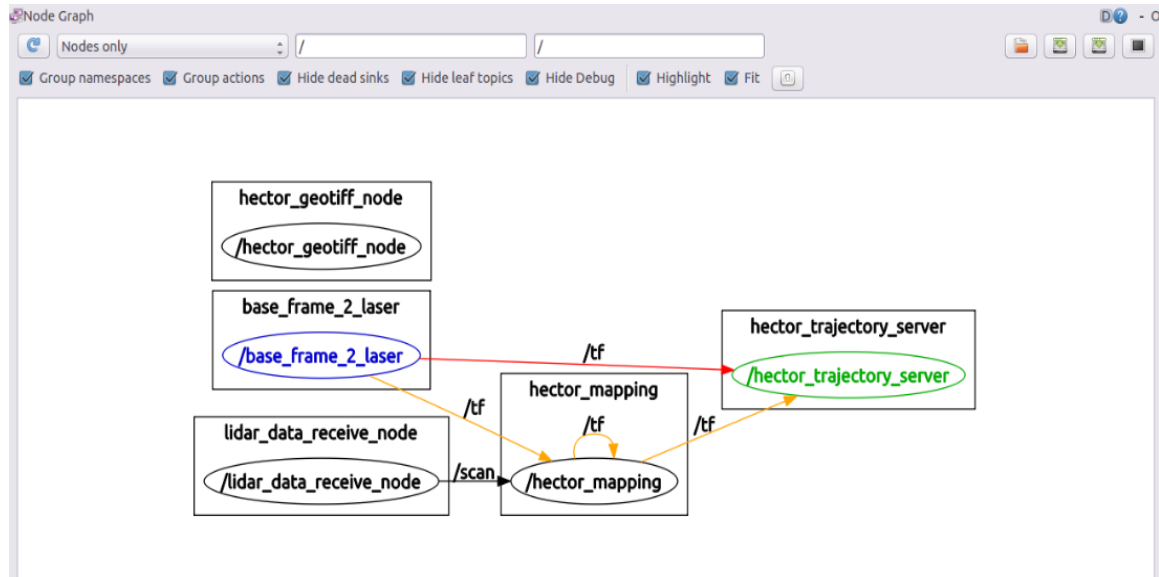 Node Graph
D - O
Nodes only / /
Group namespaces Group actions Hide dead sinks Hide leaf topics Hide Debug Highlight Fit
hector_geotiff_node
/hector_geotiff_node
base_frame_2_laser
/base_frame_2_laser
/tf
hector_trajectory_server
/hector_trajectory_server
/tf
hector_mapping
/tf
/tf
lidar_data_receive_node
/lidar_data_receive_node
/scan
/hector_mapping